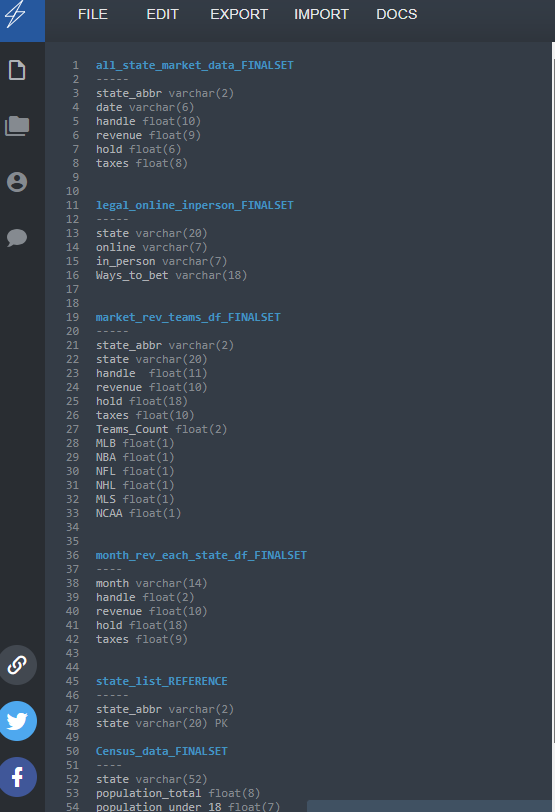 FILE EDIT EXPORT IMPORT DOCS
1 all_state_market_data_FINALSET
2 -----
3 state_abbr varchar(2)
4 date varchar(6)
5 handle float(10)
6 revenue float(9)
7 hold float(6)
8 taxes float(8)
9
10
11 legal_online_inperson_FINALSET
12 -----
13 state varchar(20)
14 online varchar(7)
15 in_person varchar(7)
16 Ways_to_bet varchar(18)
17
18
19 market_rev_teams_df_FINALSET
20 -----
21 state_abbr varchar(2)
22 state varchar(20)
23 handle  float(11)
24 revenue float(10)
25 hold float(18)
26 taxes float(10)
27 Teams_Count float(2)
28 MLB float(1)
29 NBA float(1)
30 NFL float(1)
31 NHL float(1)
32 MLS float(1)
33 NCAA float(1)
34
35
36 month_rev_each_state_df_FINALSET
37 ----
38 month varchar(14)
39 handle float(2)
40 revenue float(10)
41 hold float(18)
42 taxes float(9)
43
44
45 state_list_REFERENCE
46 -----
47 state_abbr varchar(2)
48 state varchar(20) PK
49
50 Census_data_FINALSET
51 ----
52 state varchar(52)
53 population_total float(8)
54 population_under_18 float(7)